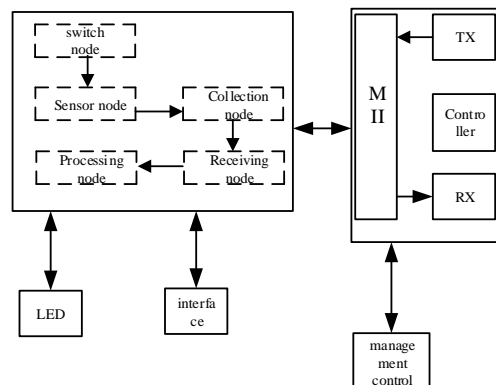 switch
node
Sensor node
Collection
node
Processing
node
Receiving
node
LED
interfa
ce
M
II
TX
Contro
ller
RX
manage
ment
control